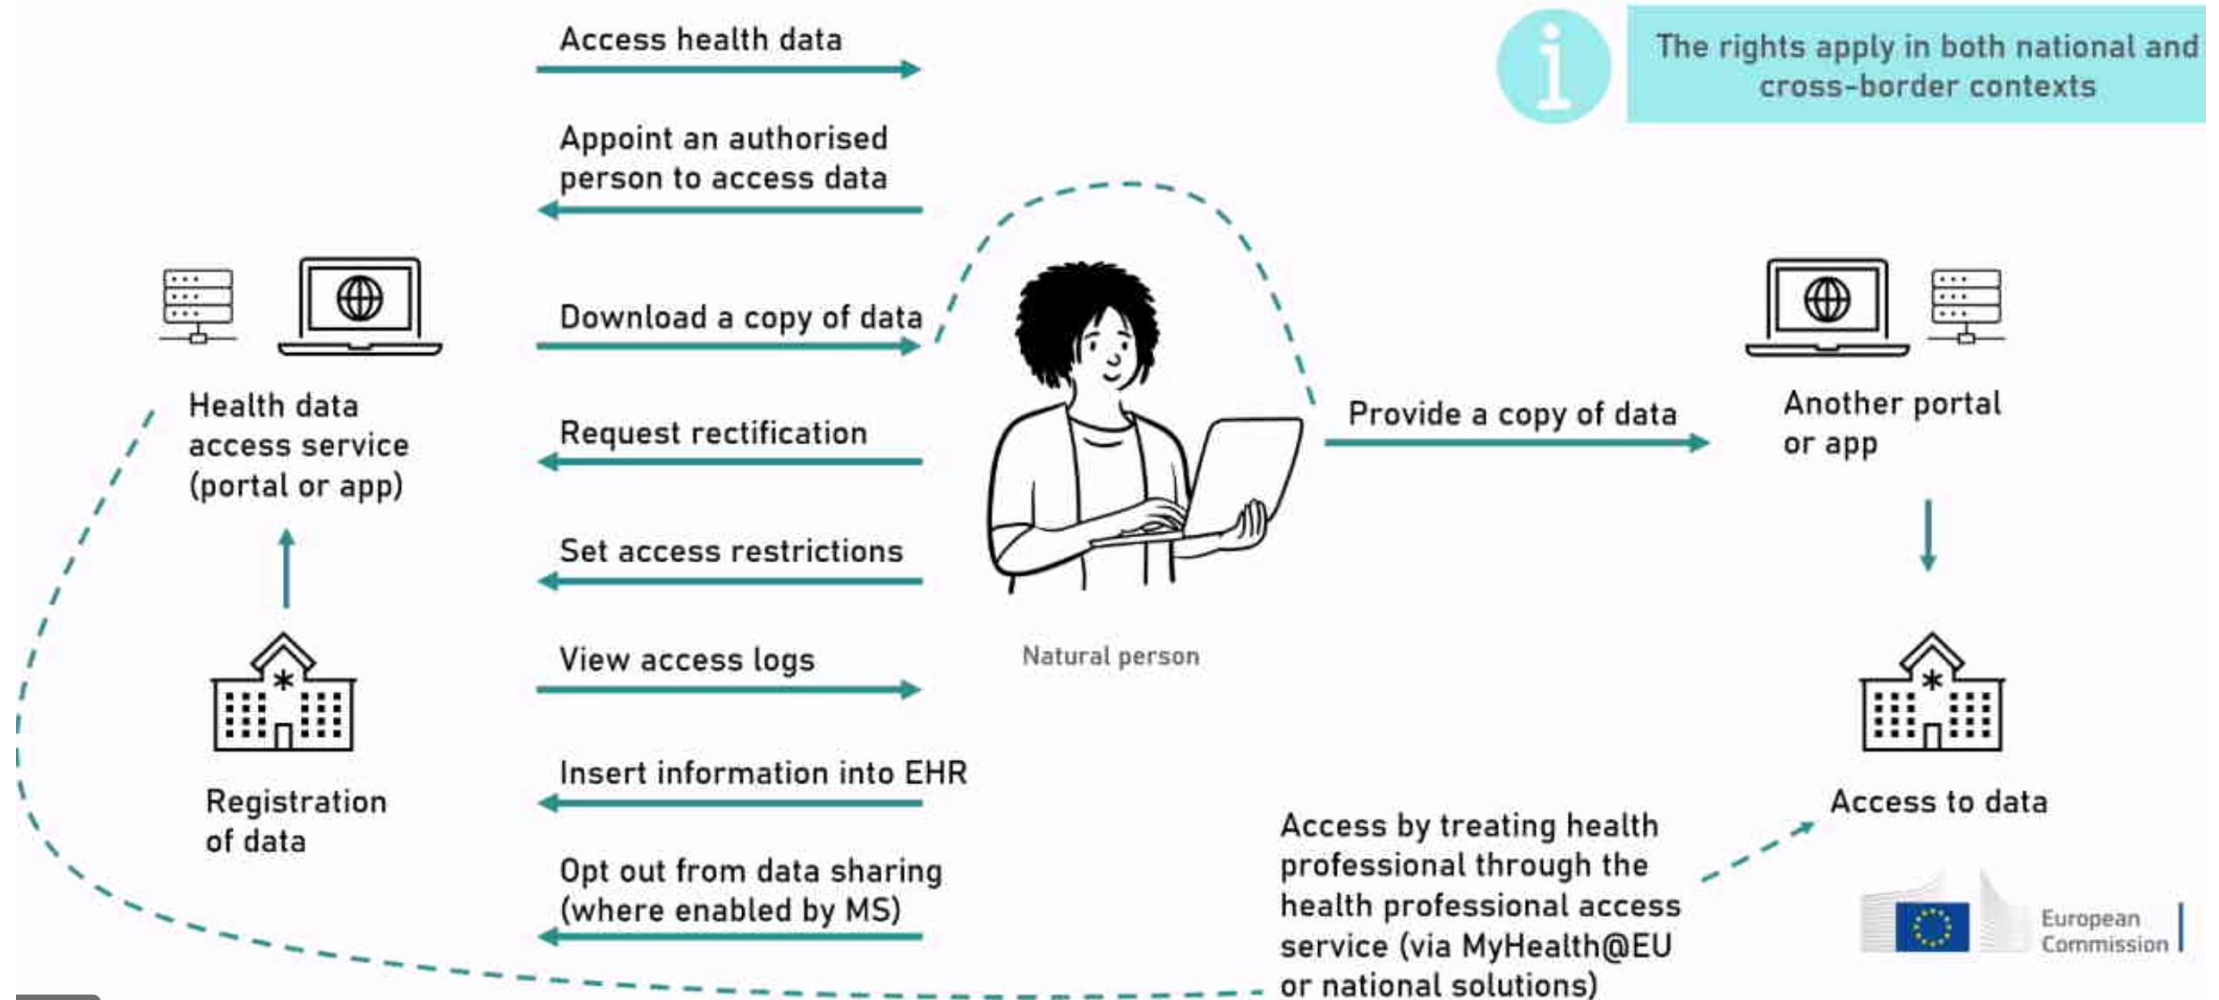 Access health data
The rights apply in both national and
cross-border contexts
Appoint an authorised
person to access data
Download a copy of data
Health data
access service
(portal or app)
Request rectification
Provide a copy of data
Another portal
or app
Set access restrictions
View access logs
Natural person
Registration
of data
Insert information into EHR
Access to data
Opt out from data sharing
(where enabled by MS)
Access by treating health
professional through the
health professional access
service (via MyHealth@EU
or national solutions)
European
Commission